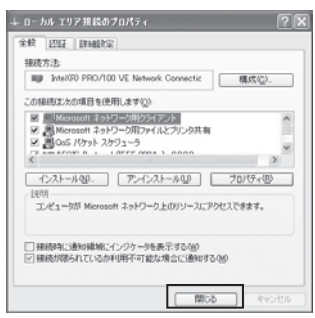 ローカル エリア接続のプロパティ
全般 認証 詳細設定
接続方法:
Intel(R) PRO/100 VE Network Connectic
構成(C)...
この接続は次の項目を使用します(O):
Microsoft ネットワーク用クライアント
Microsoft ネットワーク用ファイルとプリンタ共有
QoS パケット スケジューラ
インストール(N)... アンインストール(U) プロパティ(R)
説明
コンピュータが Microsoft ネットワーク上のリソースにアクセスできます。
接続時に通知領域にインジケータを表示する(W)
接続が限られているか利用不可能な場合に通知する(M)
閉じる キャンセル